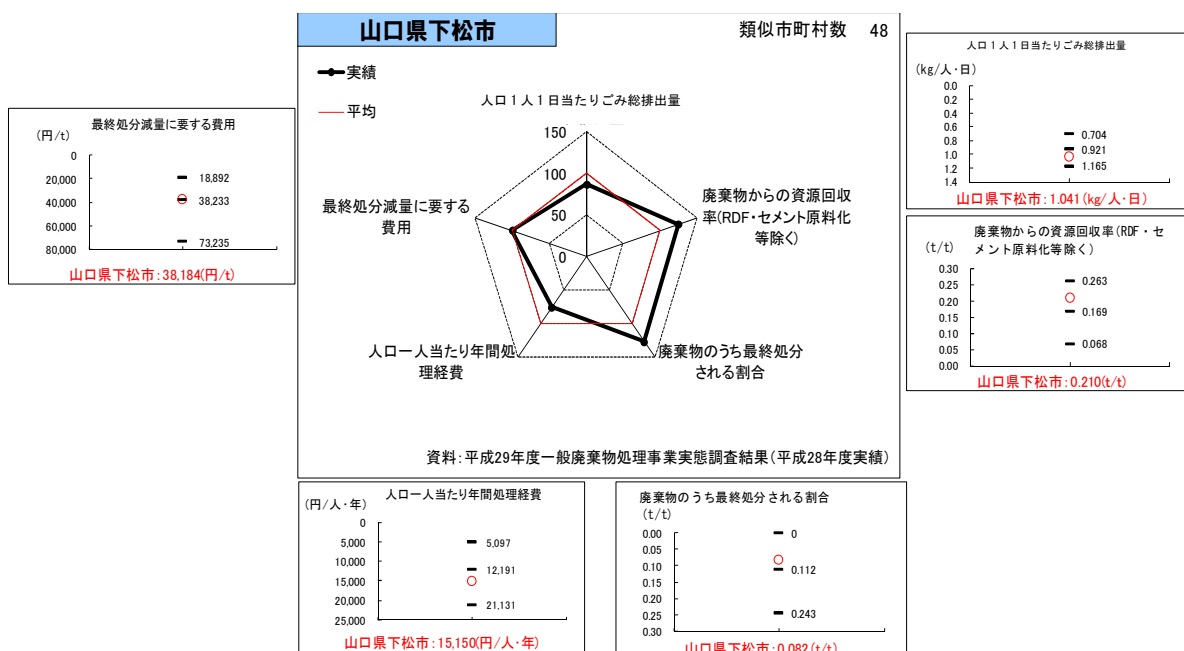 山口県下松市
類似市町村数 48
実績
平均
人口1人1日当たりごみ総排出量
150
100
50
0
廃棄物からの資源回収
率(RDF・セメント原料化
等除く)
廃棄物のうち最終処分
される割合
人口一人当たり年間処
理経費
最終処分減量に要する
費用
資料:平成29年度一般廃棄物処理事業実態調査結果(平成28年度実績)
最終処分減量に要する費用
(円/t)
0
20,000
40,000
60,000
80,000
18,892
38,233
73,235
山口県下松市:38,184(円/t)
人口1人1日当たりごみ総排出量
(kg/人・日)
0.0
0.2
0.4
0.6
0.8
1.0
1.2
1.4
0.704
0.921
1.165
山口県下松市:1.041(kg/人・日)
廃棄物からの資源回収率(RDF・セ
メント原料化等除く)
(t/t)
0.30
0.25
0.20
0.15
0.10
0.05
0.00
0.263
0.169
0.068
山口県下松市:0.210(t/t)
人口一人当たり年間処理経費
(円/人・年)
0
5,000
10,000
15,000
20,000
25,000
5,097
12,191
21,131
山口県下松市:15,150(円/人・年)
廃棄物のうち最終処分される割合
(t/t)
0.00
0.05
0.10
0.15
0.20
0.25
0.30
0
0.112
0.243
山口県下松市:0.082(t/t)